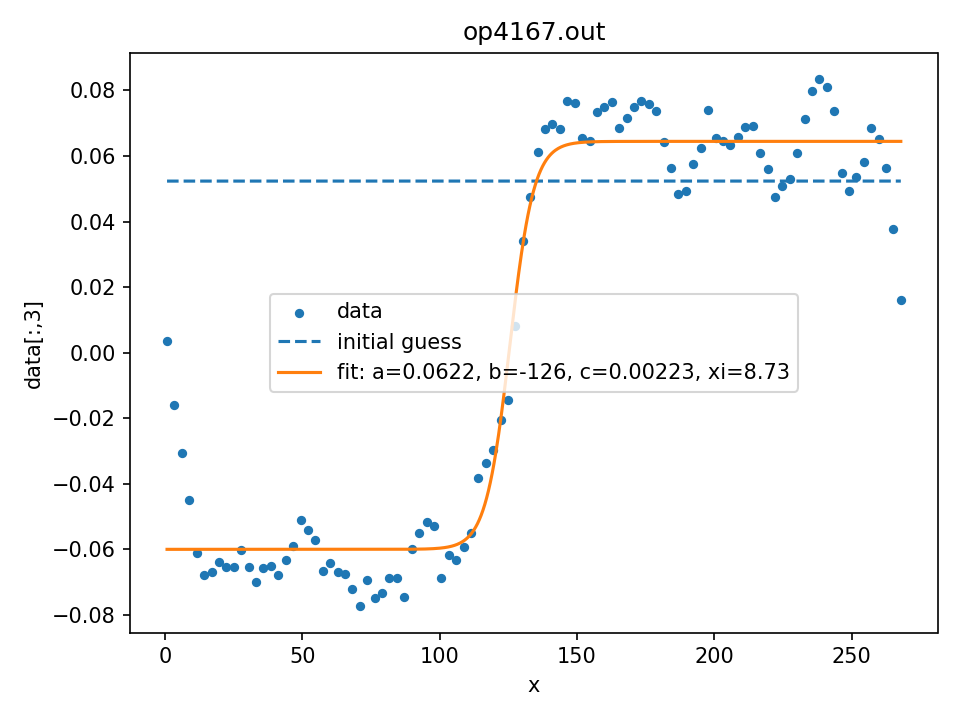 op4167.out
0.08
0.06
0.04
0.02
0.00
−0.02
−0.04
−0.06
−0.08
data[:,3]
data
initial guess
fit: a=0.0622, b=-126, c=0.00223, xi=8.73
0 50 100 150 200 250
x